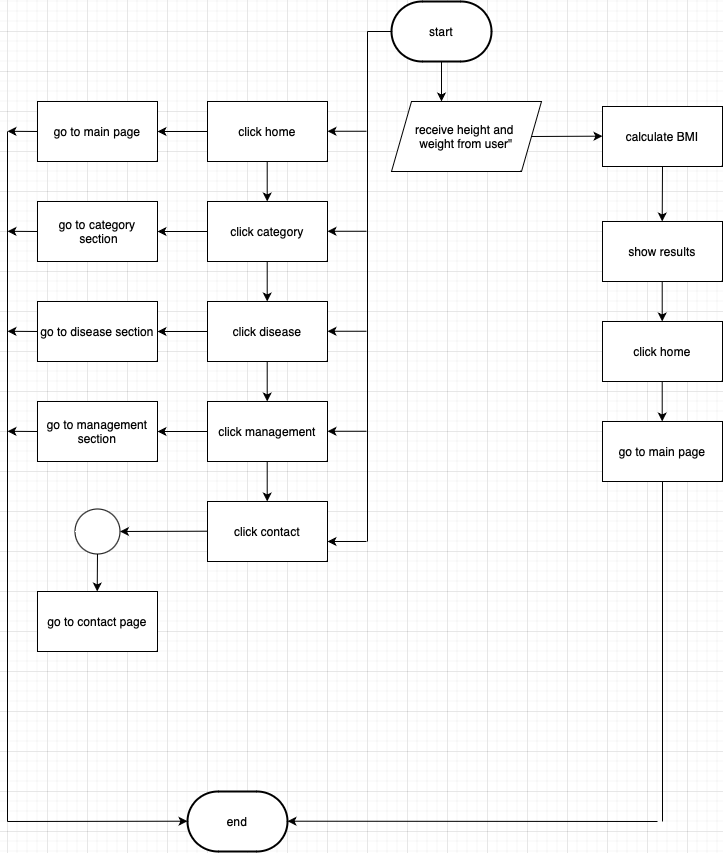 start
receive height and
weight from user"
calculate BMI
go to main page
click home
go to category
section
click category
show results
go to disease section
click disease
click home
go to management
section
click management
go to main page
click contact
go to contact page
end